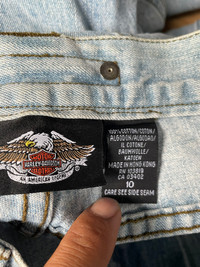 MOTOR
HARLEY-DAVIDSON
CYCLES
AN AMERICAN LEGEND
100% COTTON/COTON/
ALGODON/ALGODAO/
IL COTONE/
BAUMWOLLE/
KATOEN
MADE IN HONG KONG
RN 103819
CA 03402
10
CARE SEE SIDE SEAM